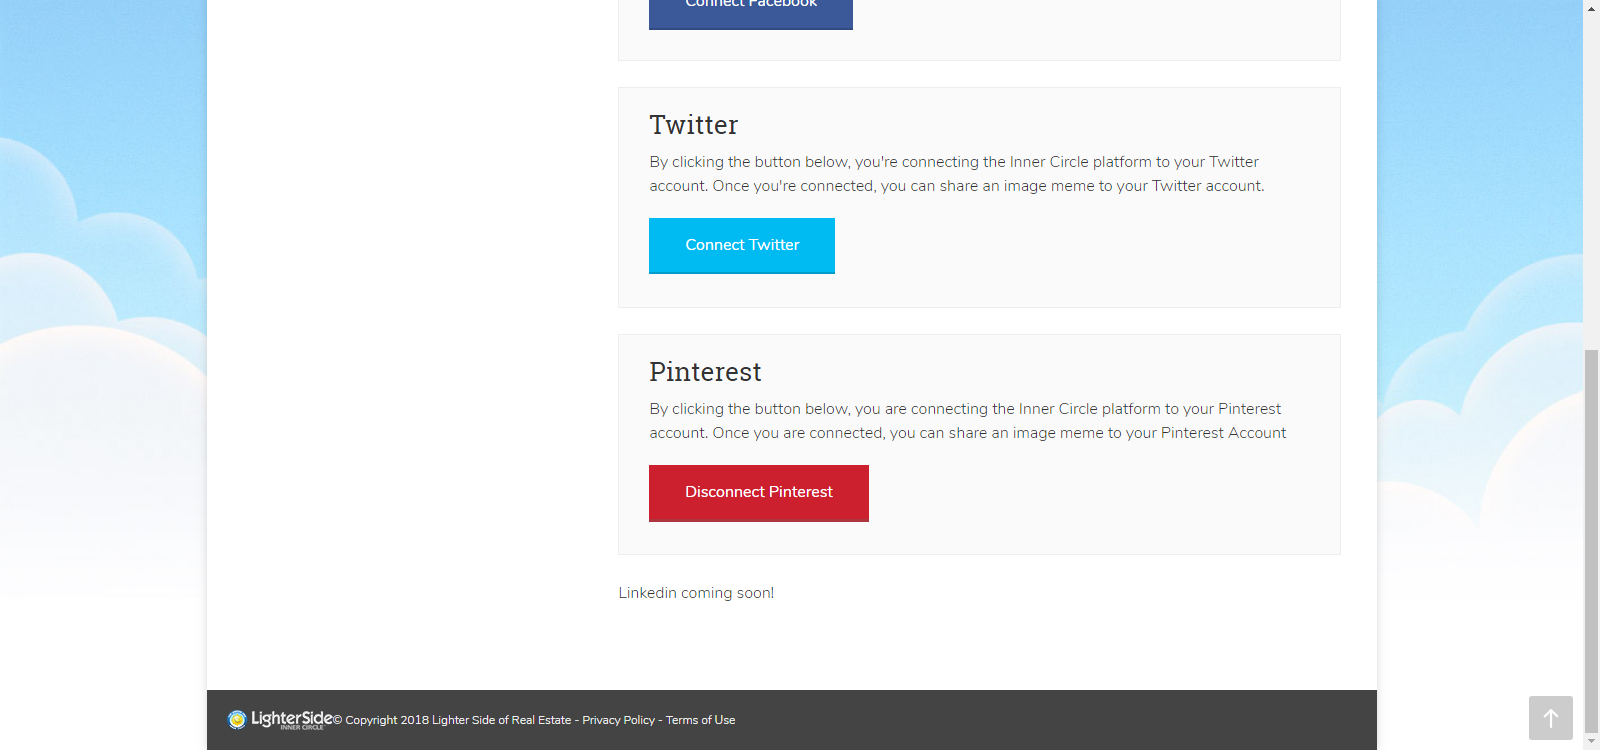 Connect Facebook
Twitter
By clicking the button below, you're connecting the Inner Circle platform to your Twitter
account. Once you're connected, you can share an image meme to your Twitter account.
Connect Twitter
Pinterest
By clicking the button below, you are connecting the Inner Circle platform to your Pinterest
account. Once you are connected, you can share an image meme to your Pinterest Account
Disconnect Pinterest
Linkedin coming soon!
LighterSide
INNER CIRCLE
© Copyright 2018 Lighter Side of Real Estate - Privacy Policy - Terms of Use